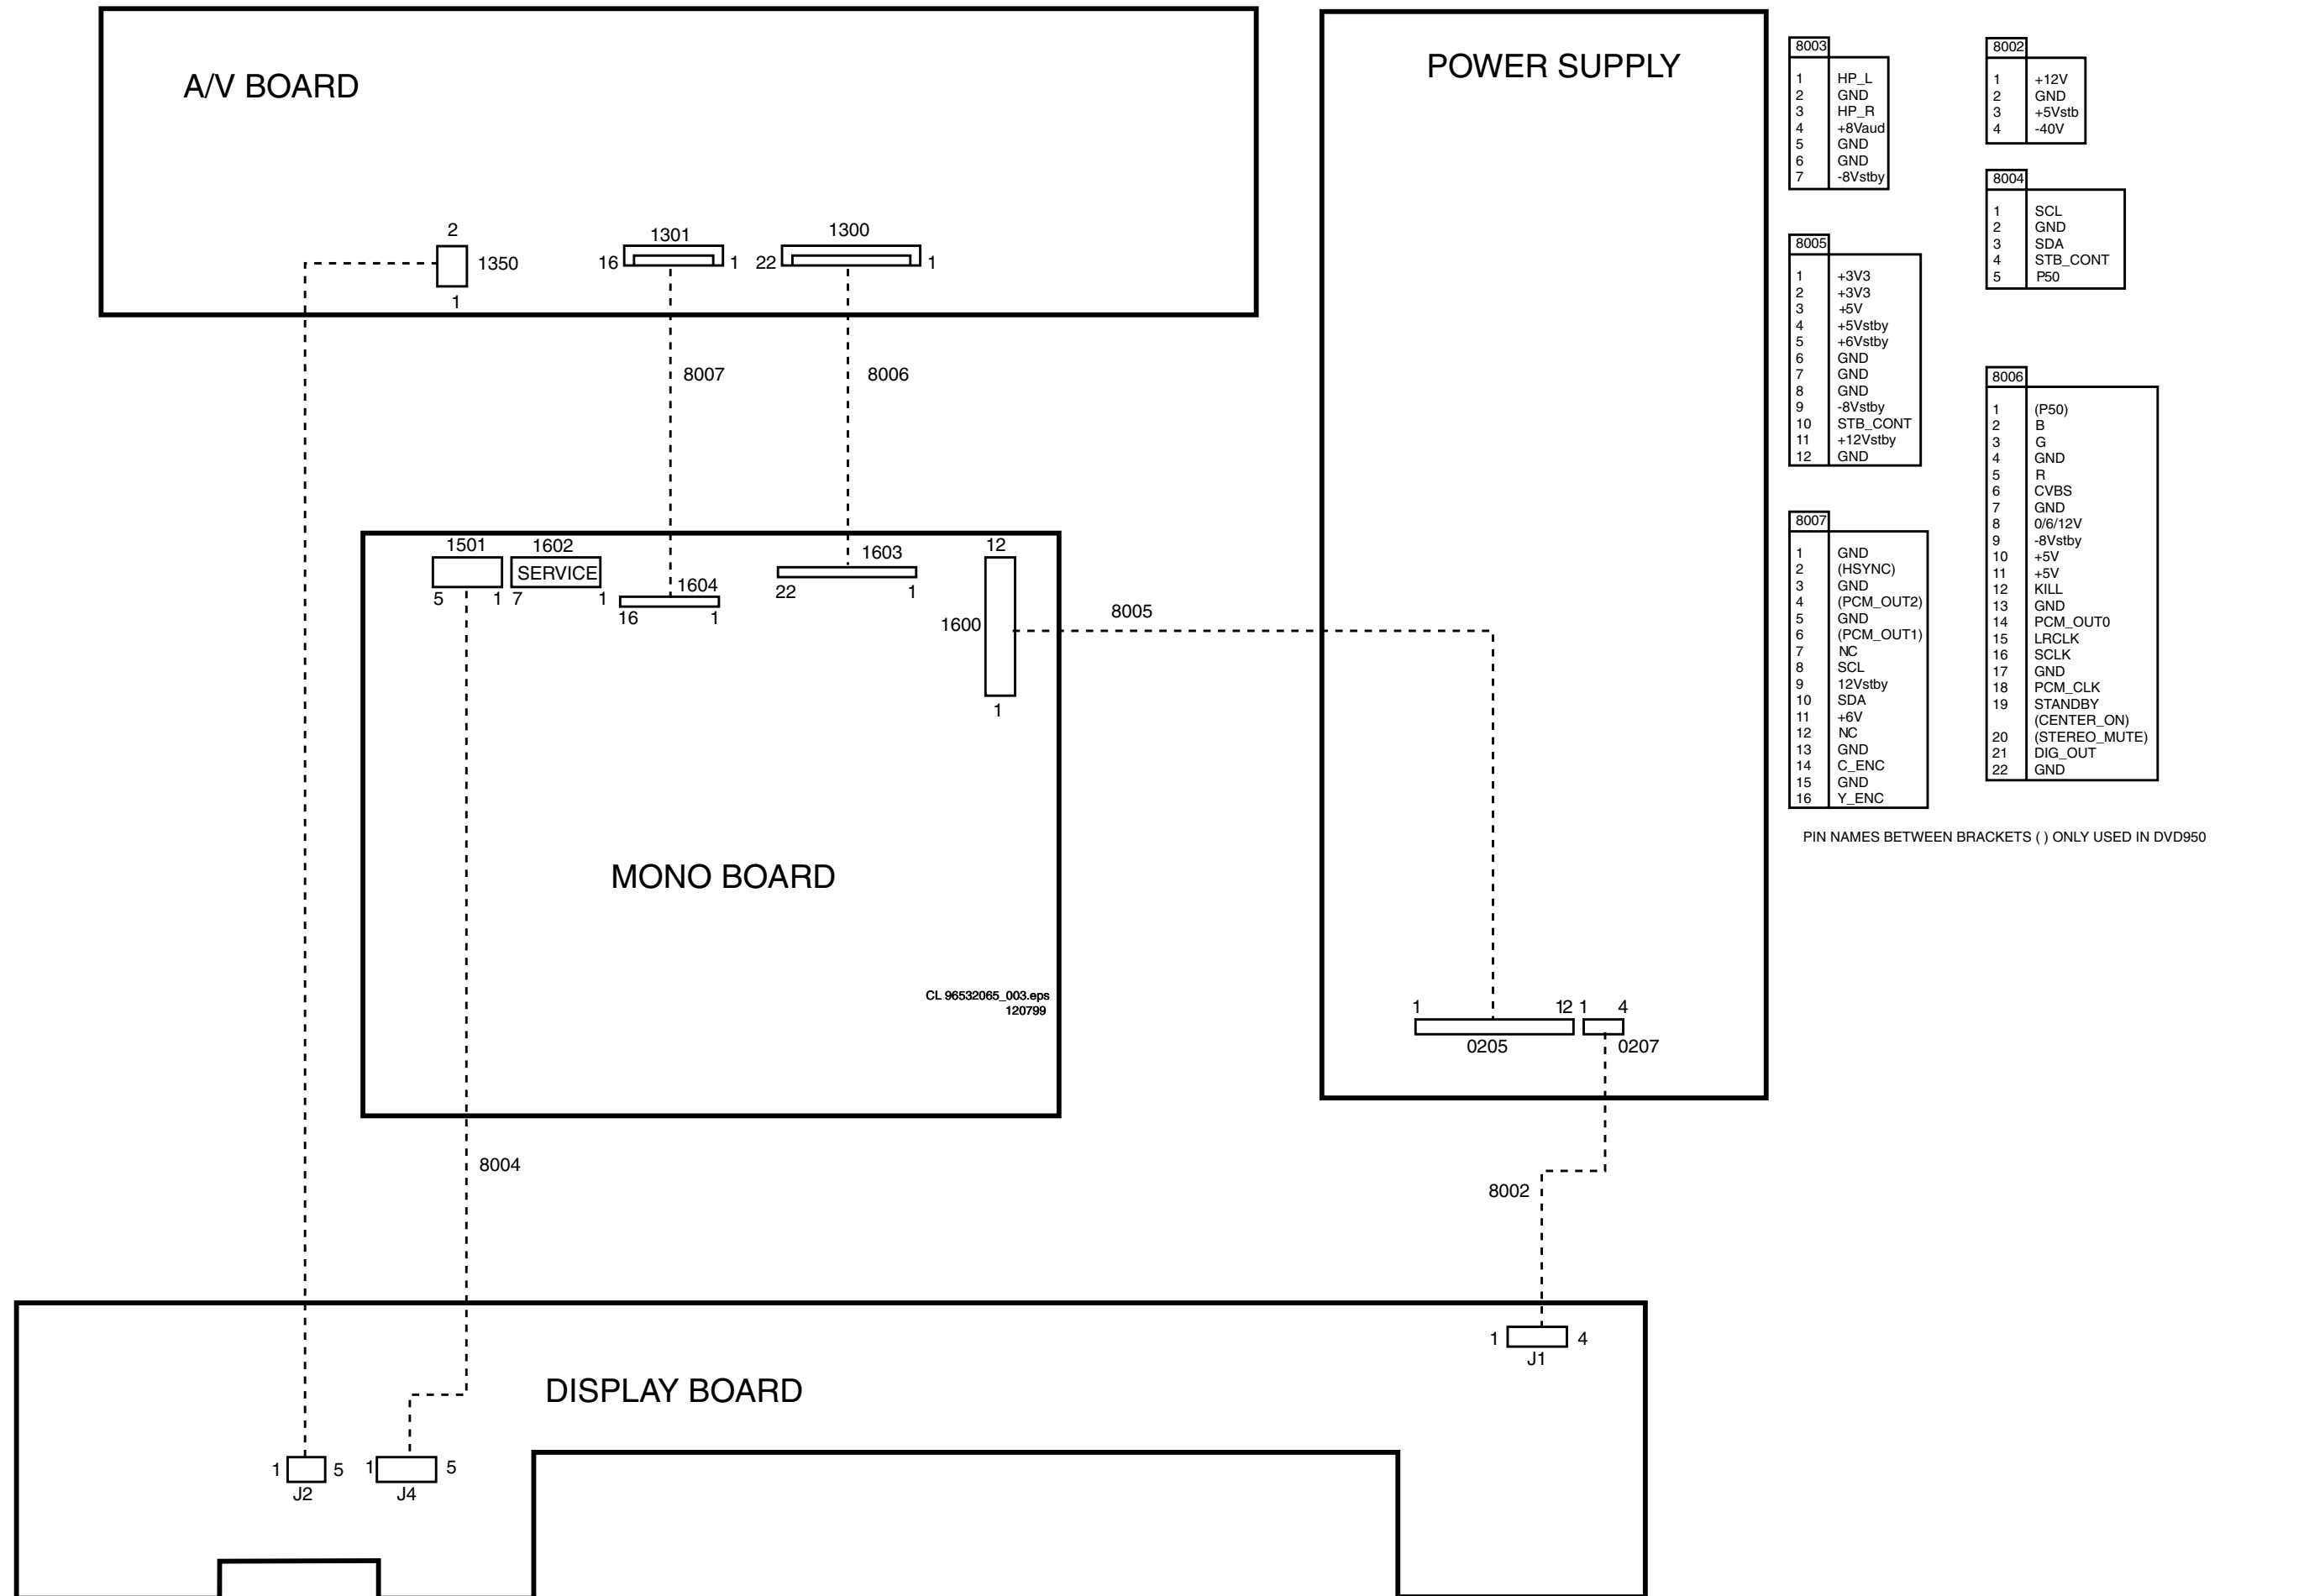 A/V BOARD
2
1350
1
1301
16 1
1300
22 1
8007
8006
POWER SUPPLY
1501
5 1
1602
SERVICE
7 1
1604
16 1
1603
22 1
12
1600
1
8005
MONO BOARD
CL 96532065_003.eps
120799
1 12
0205
1 4
0207
8004
8002
DISPLAY BOARD
1 4
J1
1 5
J2
1 5
J4
8003
1 HP_L
2 GND
3 HP_R
4 +8Vaud
5 GND
6 GND
7 -8Vstby
8002
1 +12V
2 GND
3 +5Vstb
4 -40V
8004
1 SCL
2 GND
3 SDA
4 STB_CONT
5 P50
8005
1 +3V3
2 +3V3
3 +5V
4 +5Vstby
5 +6Vstby
6 GND
7 GND
8 GND
9 -8Vstby
10 STB_CONT
11 +12Vstby
12 GND
8006
1 (P50)
2 B
3 G
4 GND
5 R
6 CVBS
7 GND
8 0/6/12V
9 -8Vstby
10 +5V
11 +5V
12 KILL
13 GND
14 PCM_OUT0
15 LRCLK
16 SCLK
17 GND
18 PCM_CLK
19 STANDBY
(CENTER_ON)
20 (STEREO_MUTE)
21 DIG_OUT
22 GND
8007
1 GND
2 (HSYNC)
3 GND
4 (PCM_OUT2)
5 GND
6 (PCM_OUT1)
7 NC
8 SCL
9 12Vstby
10 SDA
11 +6V
12 NC
13 GND
14 C_ENC
15 GND
16 Y_ENC
PIN NAMES BETWEEN BRACKETS ( ) ONLY USED IN DVD950